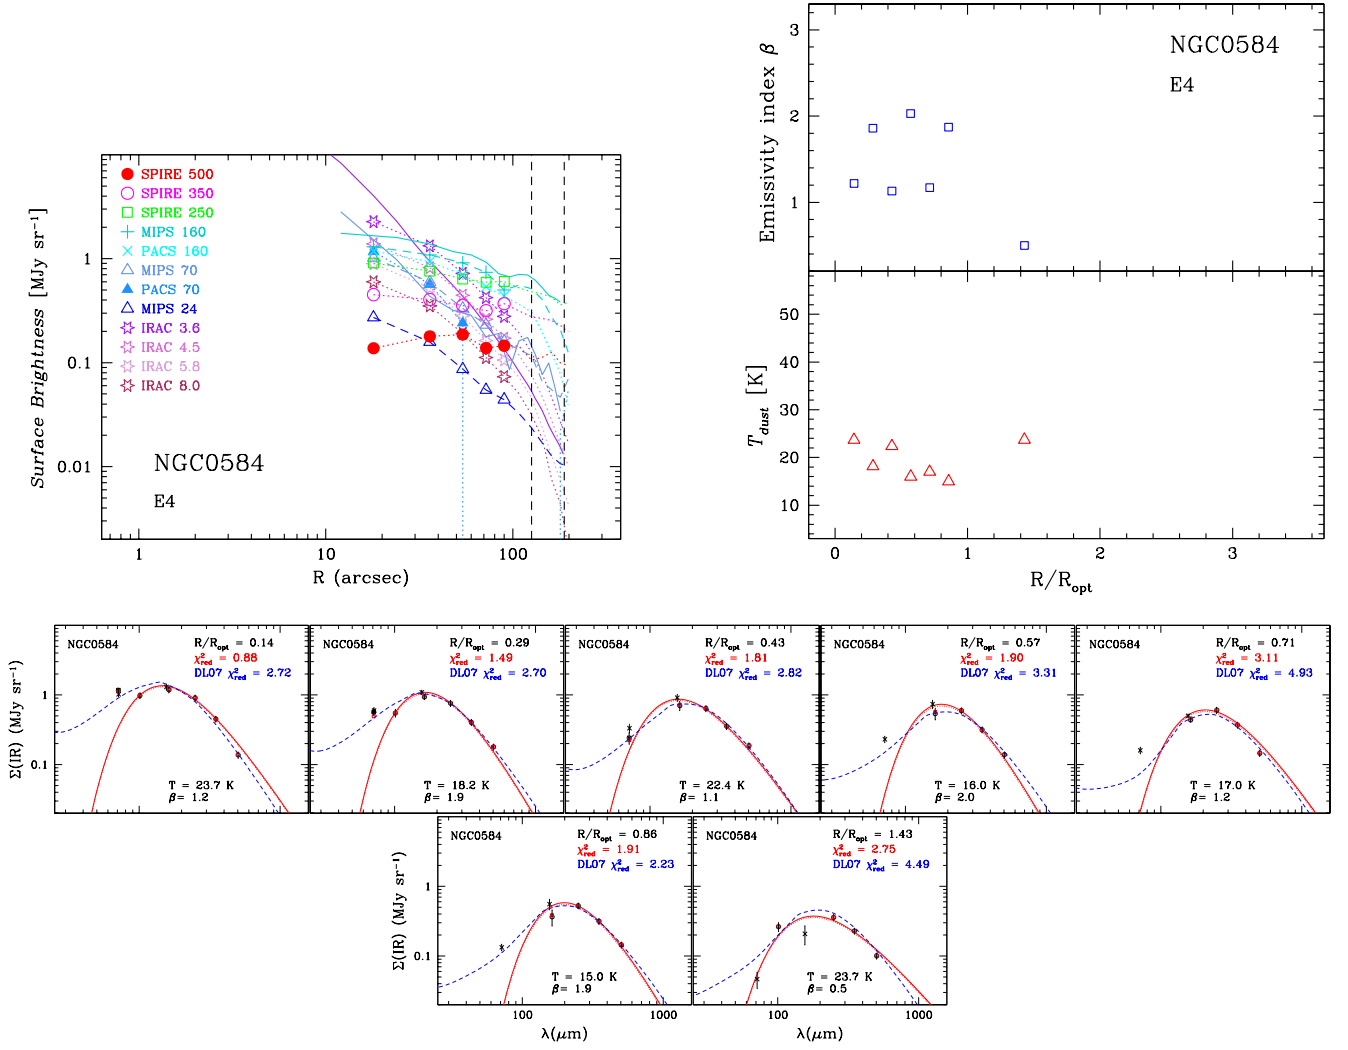 SPIRE 500
SPIRE 350
SPIRE 250
MIPS 160
PACS 160
MIPS 70
PACS 70
MIPS 24
IRAC 3.6
IRAC 4.5
IRAC 5.8
IRAC 8.0
NGC0584
E4
Surface Brightness [MJy sr⁻¹]
1
0.1
0.01
1
10
100
R (arcsec)
NGC0584
E4
Emissivity index β
3
2
1
T_dust [K]
50
40
30
20
10
0
1
2
3
R/R_opt
Σ(IR) (MJy sr⁻¹)
1
0.1
NGC0584
R/R_opt = 0.14
χ²_red = 0.88
DL07 χ²_red = 2.72
T = 23.7 K
β= 1.2
NGC0584
R/R_opt = 0.29
χ²_red = 1.49
DL07 χ²_red = 2.70
T = 18.2 K
β= 1.9
NGC0584
R/R_opt = 0.43
χ²_red = 1.81
DL07 χ²_red = 2.82
T = 22.4 K
β= 1.1
NGC0584
R/R_opt = 0.57
χ²_red = 1.90
DL07 χ²_red = 3.31
T = 16.0 K
β= 2.0
NGC0584
R/R_opt = 0.71
χ²_red = 3.11
DL07 χ²_red = 4.93
T = 17.0 K
β= 1.2
Σ(IR) (MJy sr⁻¹)
1
0.1
NGC0584
R/R_opt = 0.86
χ²_red = 1.91
DL07 χ²_red = 2.23
T = 15.0 K
β= 1.9
100
1000
λ(μm)
NGC0584
R/R_opt = 1.43
χ²_red = 2.75
DL07 χ²_red = 4.49
T = 23.7 K
β= 0.5
100
1000
λ(μm)